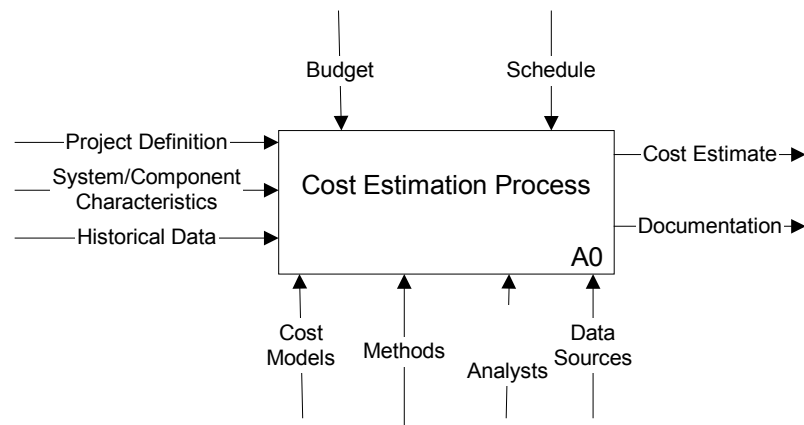 Budget
Schedule
Project Definition
System/Component
Characteristics
Historical Data
Cost Estimation Process
A0
Cost Estimate
Documentation
Cost
Models
Methods
Analysts
Data
Sources